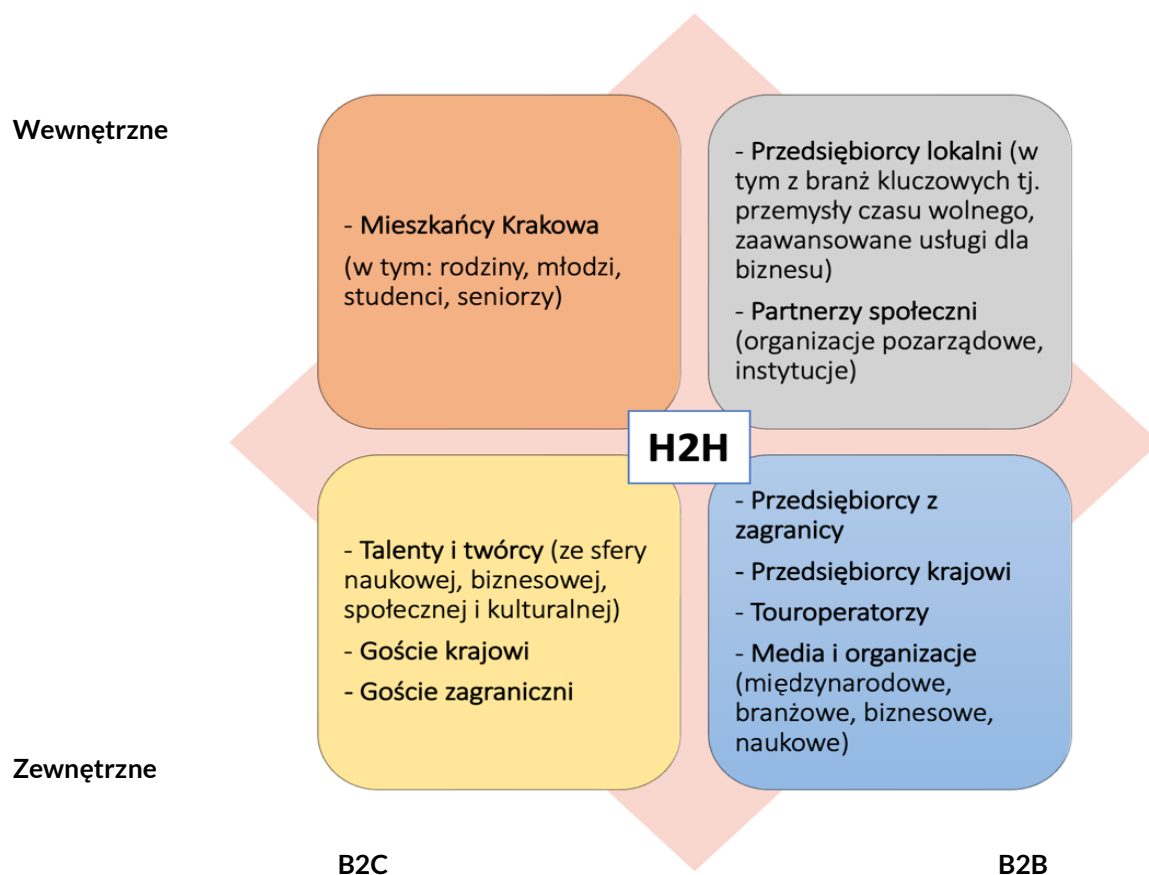 Wewnętrzne
- Mieszkańcy Krakowa
(w tym: rodziny, młodzi,
studenci, seniorzy)
- Przedsiębiorcy lokalni (w
tym z branż kluczowych tj.
przemysły czasu wolnego,
zaawansowane usługi dla
biznesu)
- Partnerzy społeczni
(organizacje pozarządowe,
instytucje)
H2H
- Talenty i twórcy (ze sfery
naukowej, biznesowej,
społecznej i kulturalnej)
- Goście krajowi
- Goście zagraniczni
- Przedsiębiorcy z
zagranicy
- Przedsiębiorcy krajowi
- Touroperatorzy
- Media i organizacje
(międzynarodowe,
branżowe, biznesowe,
naukowe)
Zewnętrzne
B2C
B2B